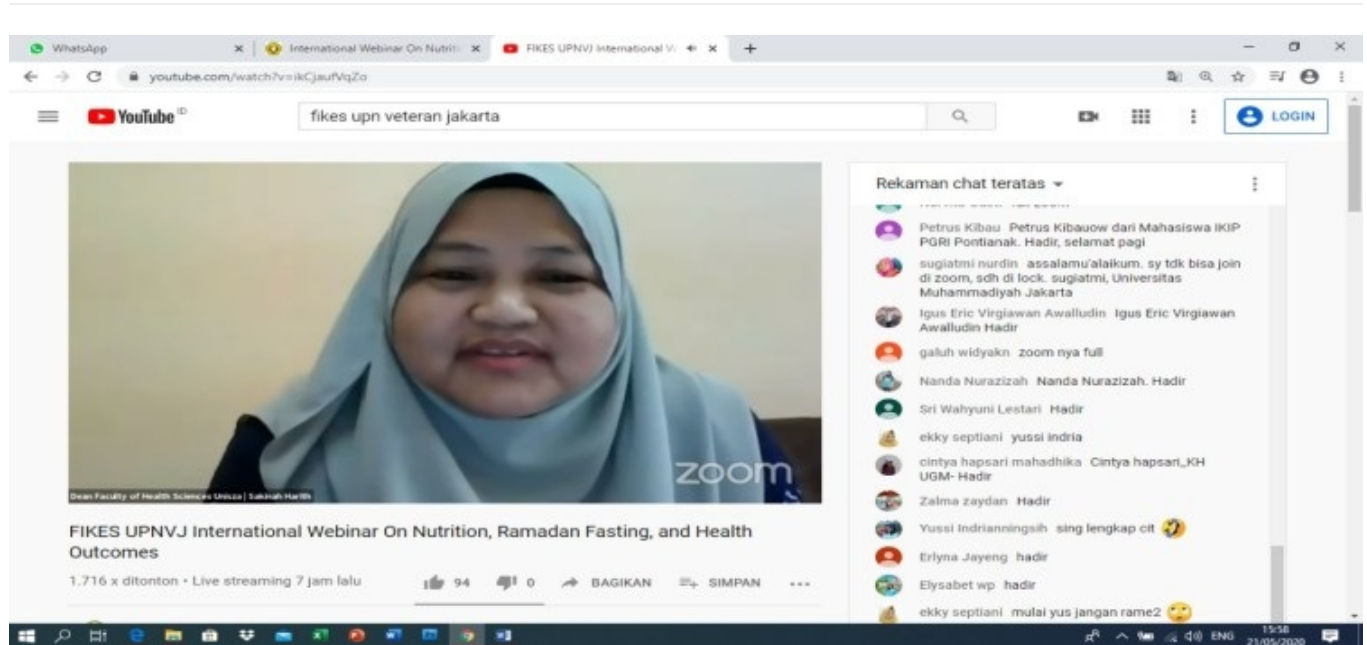 WhatsApp
International Webinar On Nutriti
FIKES UPNVJ International
youtube.com/watch?v=ikCjaufVqZo
YouTube ID
fikes upn veteran jakarta
LOGIN
zoom
Dean Faculty of Health Sciences Unisza | Sakinah Harith
FIKES UPNVJ International Webinar On Nutrition, Ramadan Fasting, and Health
Outcomes
1.716 x ditonton • Live streaming 7 jam lalu
94
0
BAGIKAN
SIMPAN
Rekaman chat teratas
Petrus Kibau Petrus Kibauow dari Mahasiswa IKIP
PGRI Pontianak. Hadir, selamat pagi
sugiatmi nurdin assalamu'alaikum. sy tdk bisa join
di zoom, sdh di lock. sugiatmi, Universitas
Muhammadiyah Jakarta
Igus Eric Virgiawan Awalludin Igus Eric Virgiawan
Awalludin Hadir
galuh widyakn zoom nya full
Nanda Nurazizah Nanda Nurazizah. Hadir
Sri Wahyuni Lestari Hadir
ekky septiani yussi indria
cintya hapsari mahadhika Cintya hapsari_KH
UGM- Hadir
Zalma zaydan Hadir
Yussi Indrianningsih sing lengkap cit 🤣
Erlyna Jayeng hadir
Elysabet wp hadir
ekky septiani mulai yus jangan rame2
ENG
15:58
21/05/2020